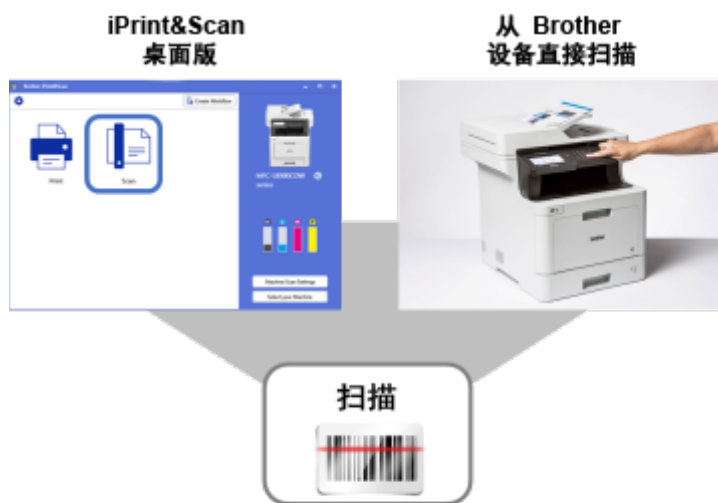 iPrint&Scan
桌面版
从 Brother
设备直接扫描
Create Workflow
Print
Scan
Machine Scan Settings
Select your Machine
brother
扫描